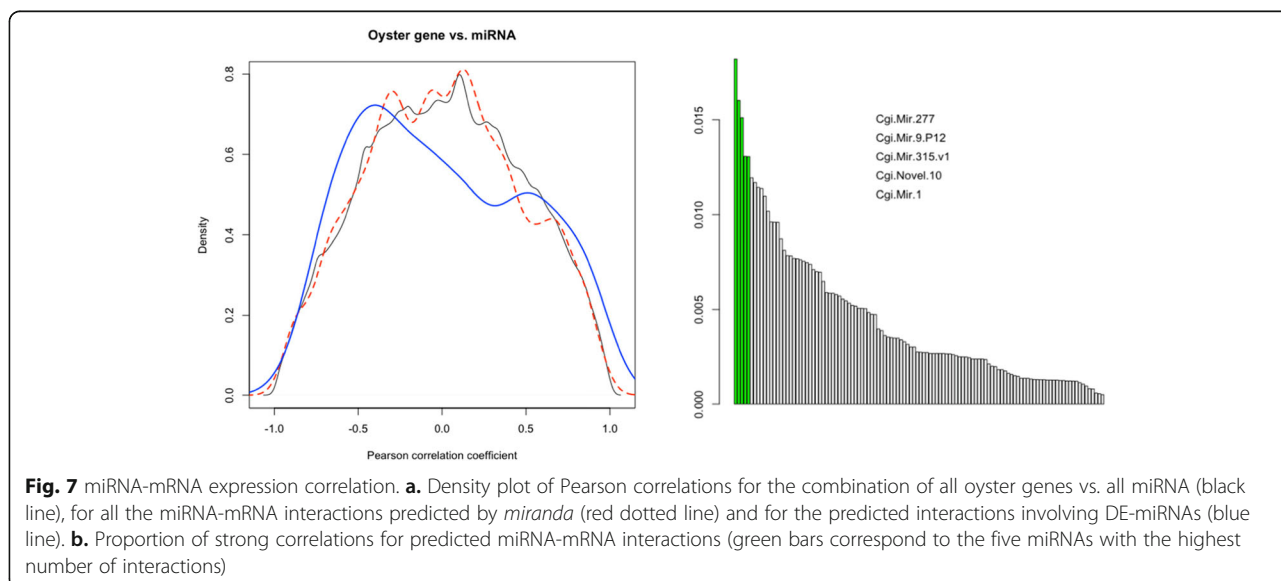 Oyster gene vs. miRNA
0.8
0.6
0.4
0.2
0.0
Density
-1.0 -0.5 0.0 0.5 1.0
Pearson correlation coefficient
0.015
0.010
0.005
0.000
Cgi.Mir.277
Cgi.Mir.9.P12
Cgi.Mir.315.v1
Cgi.Novel.10
Cgi.Mir.1
Fig. 7 miRNA-mRNA expression correlation. a. Density plot of Pearson correlations for the combination of all oyster genes vs. all miRNA (black
line), for all the miRNA-mRNA interactions predicted by miranda (red dotted line) and for the predicted interactions involving DE-miRNAs (blue
line). b. Proportion of strong correlations for predicted miRNA-mRNA interactions (green bars correspond to the five miRNAs with the highest
number of interactions)